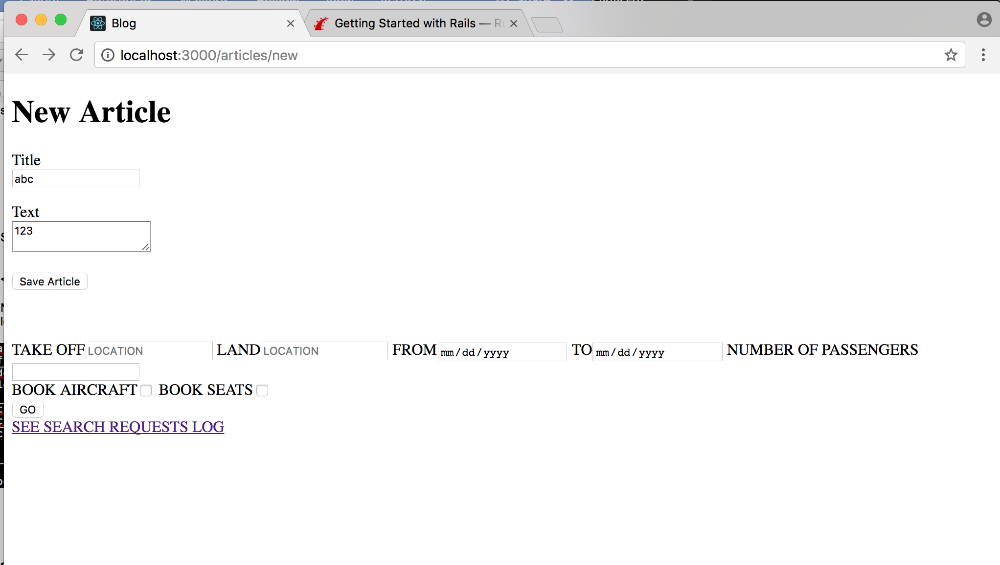 Blog
Getting Started with Rails — Ru
localhost:3000/articles/new
New Article
Title
abc
Text
123
Save Article
TAKE OFF LOCATION LAND LOCATION FROM mm/dd/yyyy TO mm/dd/yyyy NUMBER OF PASSENGERS
BOOK AIRCRAFT BOOK SEATS
GO
SEE SEARCH REQUESTS LOG